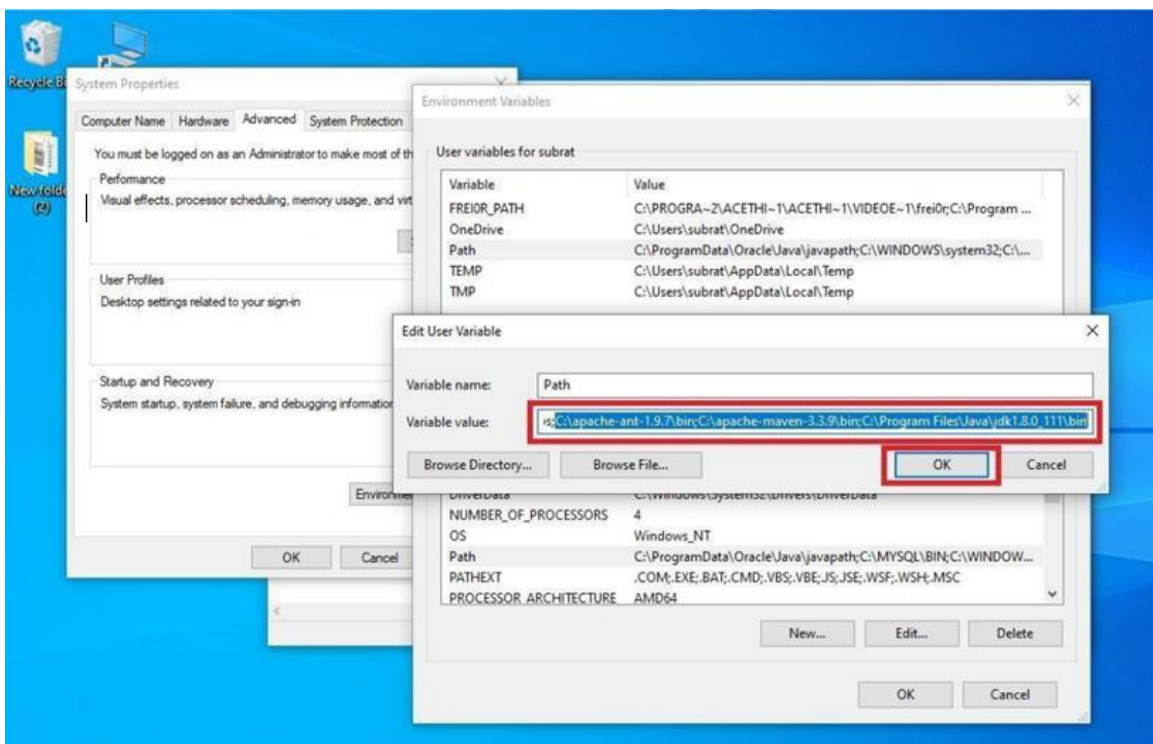 Recycle Bi
New folde
(2)
System Properties
Computer Name Hardware Advanced System Protection
You must be logged on as an Administrator to make most of th
Performance
Visual effects, processor scheduling, memory usage, and virt
S
User Profiles
Desktop settings related to your sign-in
Startup and Recovery
System startup, system failure, and debugging information
Environme
OK Cancel
Environment Variables
User variables for subrat
Variable Value
FREI0R_PATH C:\PROGRA~2\ACETHI~1\ACETHI~1\VIDEOE~1\frei0r;C:\Program ...
OneDrive C:\Users\subrat\OneDrive
Path C:\ProgramData\Oracle\Java\javapath;C:\WINDOWS\system32;C:\...
TEMP C:\Users\subrat\AppData\Local\Temp
TMP C:\Users\subrat\AppData\Local\Temp
Edit User Variable
Variable name: Path
Variable value: s;C:\apache-ant-1.9.7\bin;C:\apache-maven-3.3.9\bin;C:\Program Files\Java\jdk1.8.0_111\bin
Browse Directory... Browse File... OK Cancel
DriverData C:\Windows\System32\Drivers\DriverData
NUMBER_OF_PROCESSORS 4
OS Windows_NT
Path C:\ProgramData\Oracle\Java\javapath;C:\MYSQL\BIN;C:\WINDOW...
PATHEXT .COM;.EXE;.BAT;.CMD;.VBS;.VBE;.JS;.JSE;.WSF;.WSH;.MSC
PROCESSOR_ARCHITECTURE AMD64
New... Edit... Delete
OK Cancel